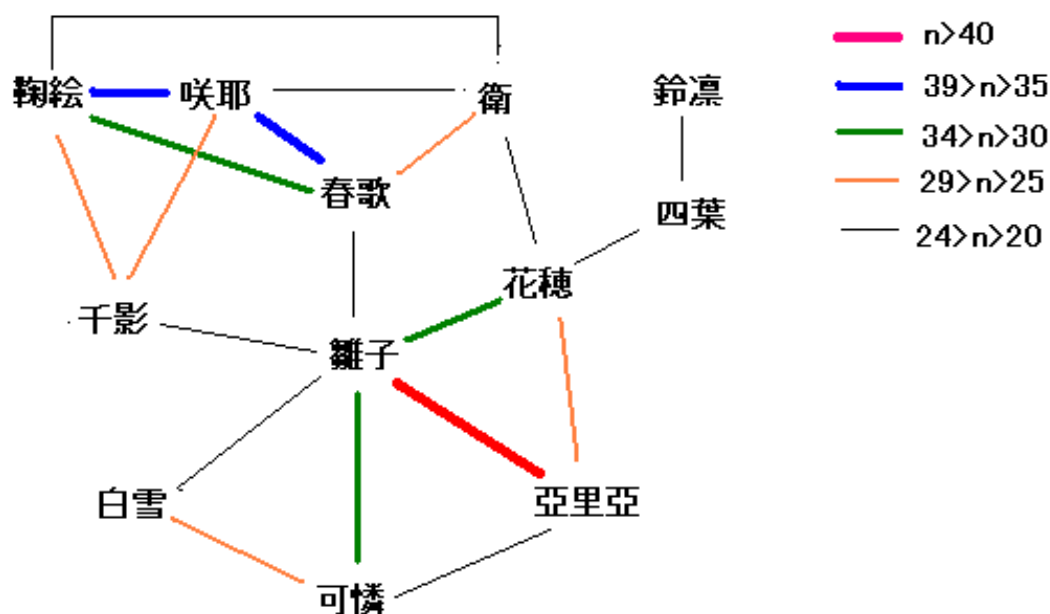 鞠絵
咲耶
衛
鈴凛
春歌
四葉
花穂
千影
雛子
白雪
亞里亞
可憐
n>40
39>n>35
34>n>30
29>n>25
24>n>20